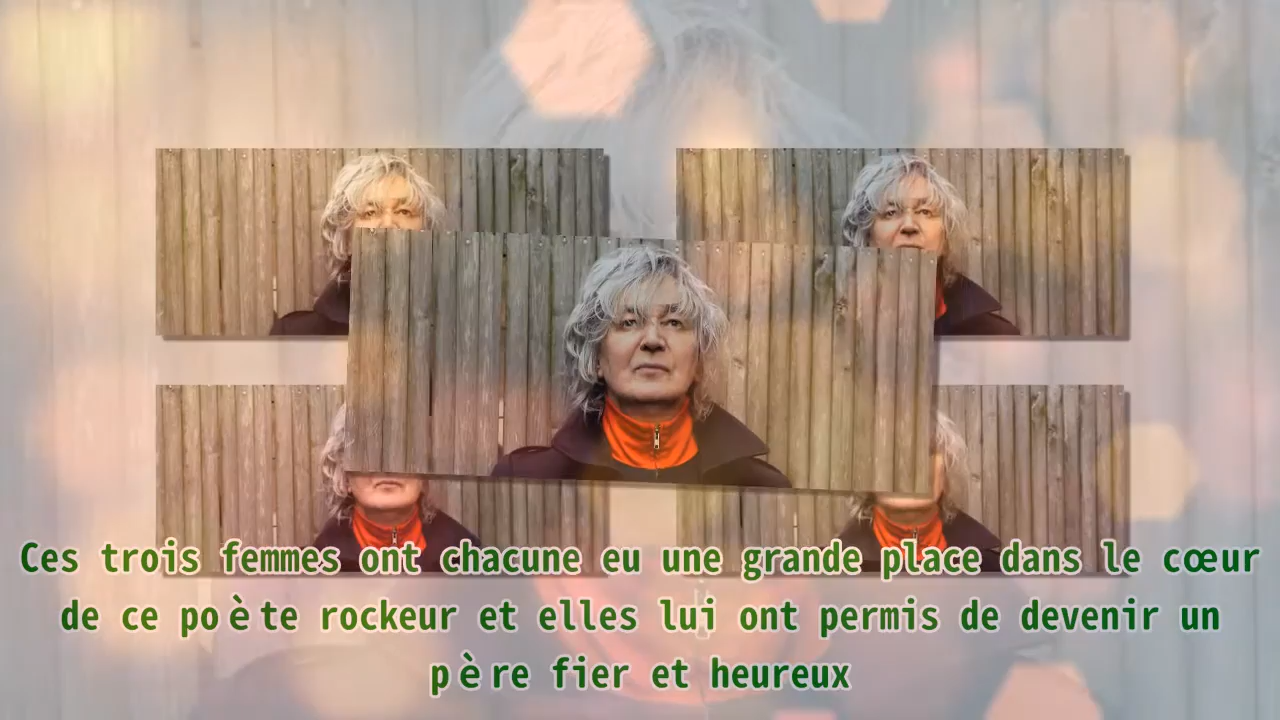 Ces trois femmes ont chacune eu une grande place dans le cœur
de ce poète rockeur et elles lui ont permis de devenir un
père fier et heureux